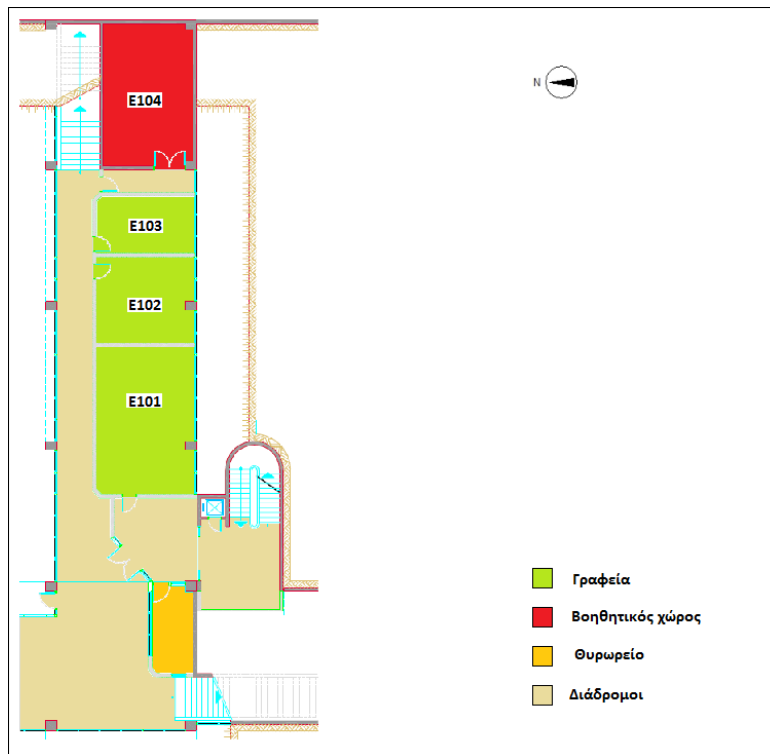 E104
N
E103
E102
E101
Γραφεία
Βοηθητικός χώρος
Θυρωρείο
Διάδρομοι